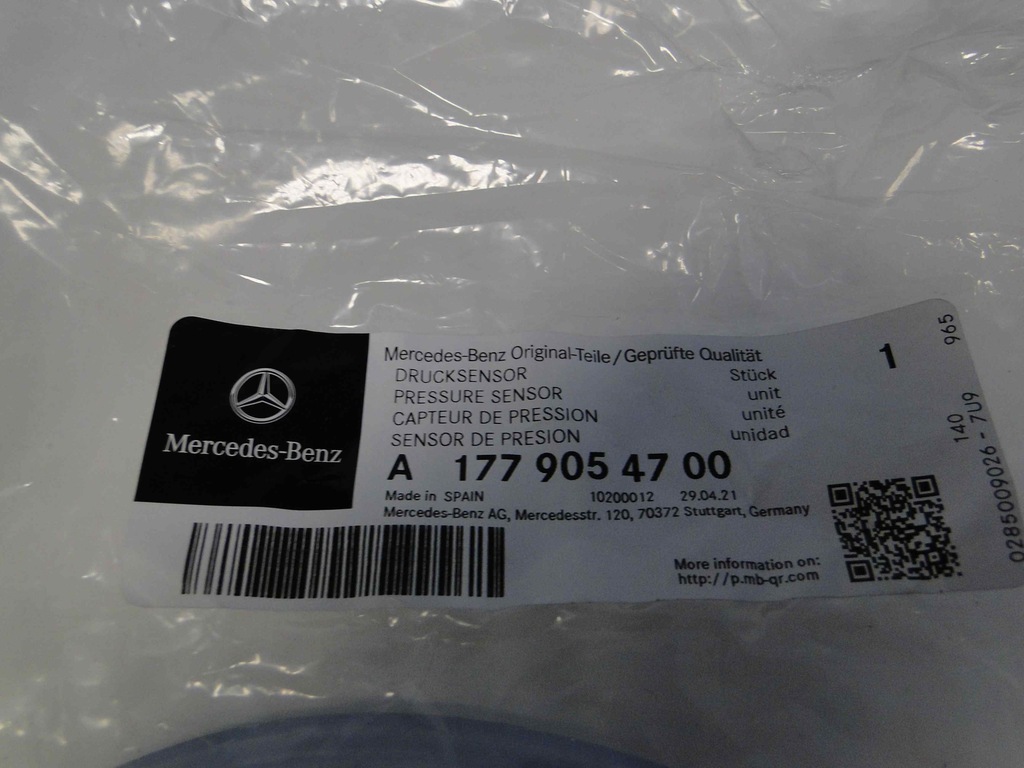 Mercedes-Benz
Mercedes-Benz Original-Teile/Geprüfte Qualität
DRUCKSENSOR Stück
PRESSURE SENSOR unit
CAPTEUR DE PRESSION unité
SENSOR DE PRESION unidad
1
A 177 905 47 00
Made in SPAIN 10200012 29.04.21
Mercedes-Benz AG, Mercedesstr. 120, 70372 Stuttgart, Germany
More information on:
http://p.mb-qr.com
965
140
0285009026 - 7U9